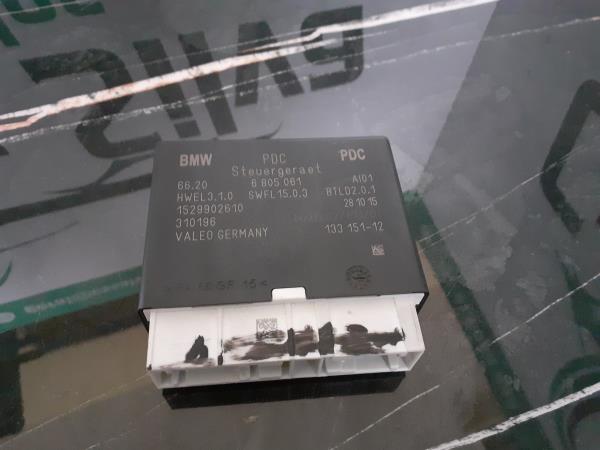 BMW PDC PDC
Steuergeraet
66.20 6 805 061 AI01
HWEL3.1.0 SWFL15.0.3 BTLD2.0.1
1529902610 28.10.15
310196
VALEO GERMANY 133 151-12